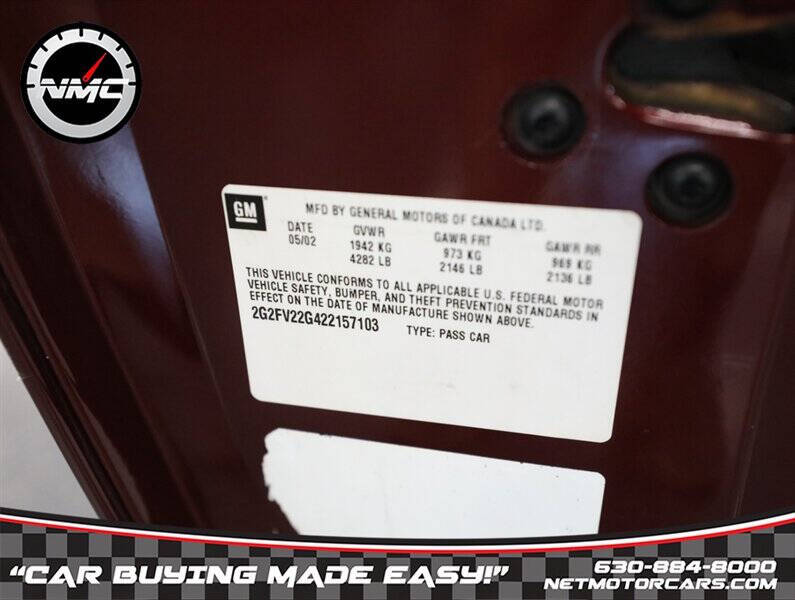 NMC
GM
MFD BY GENERAL MOTORS OF CANADA LTD.
DATE GVWR GAWR FRT GAWR RR
05/02 1942 KG 973 KG 969 KG
4282 LB 2146 LB 2136 LB
THIS VEHICLE CONFORMS TO ALL APPLICABLE U.S. FEDERAL MOTOR
VEHICLE SAFETY, BUMPER, AND THEFT PREVENTION STANDARDS IN
EFFECT ON THE DATE OF MANUFACTURE SHOWN ABOVE.
2G2FV22G422157103 TYPE: PASS CAR
"CAR BUYING MADE EASY!"
630-884-8000
NETMOTORCARS.COM